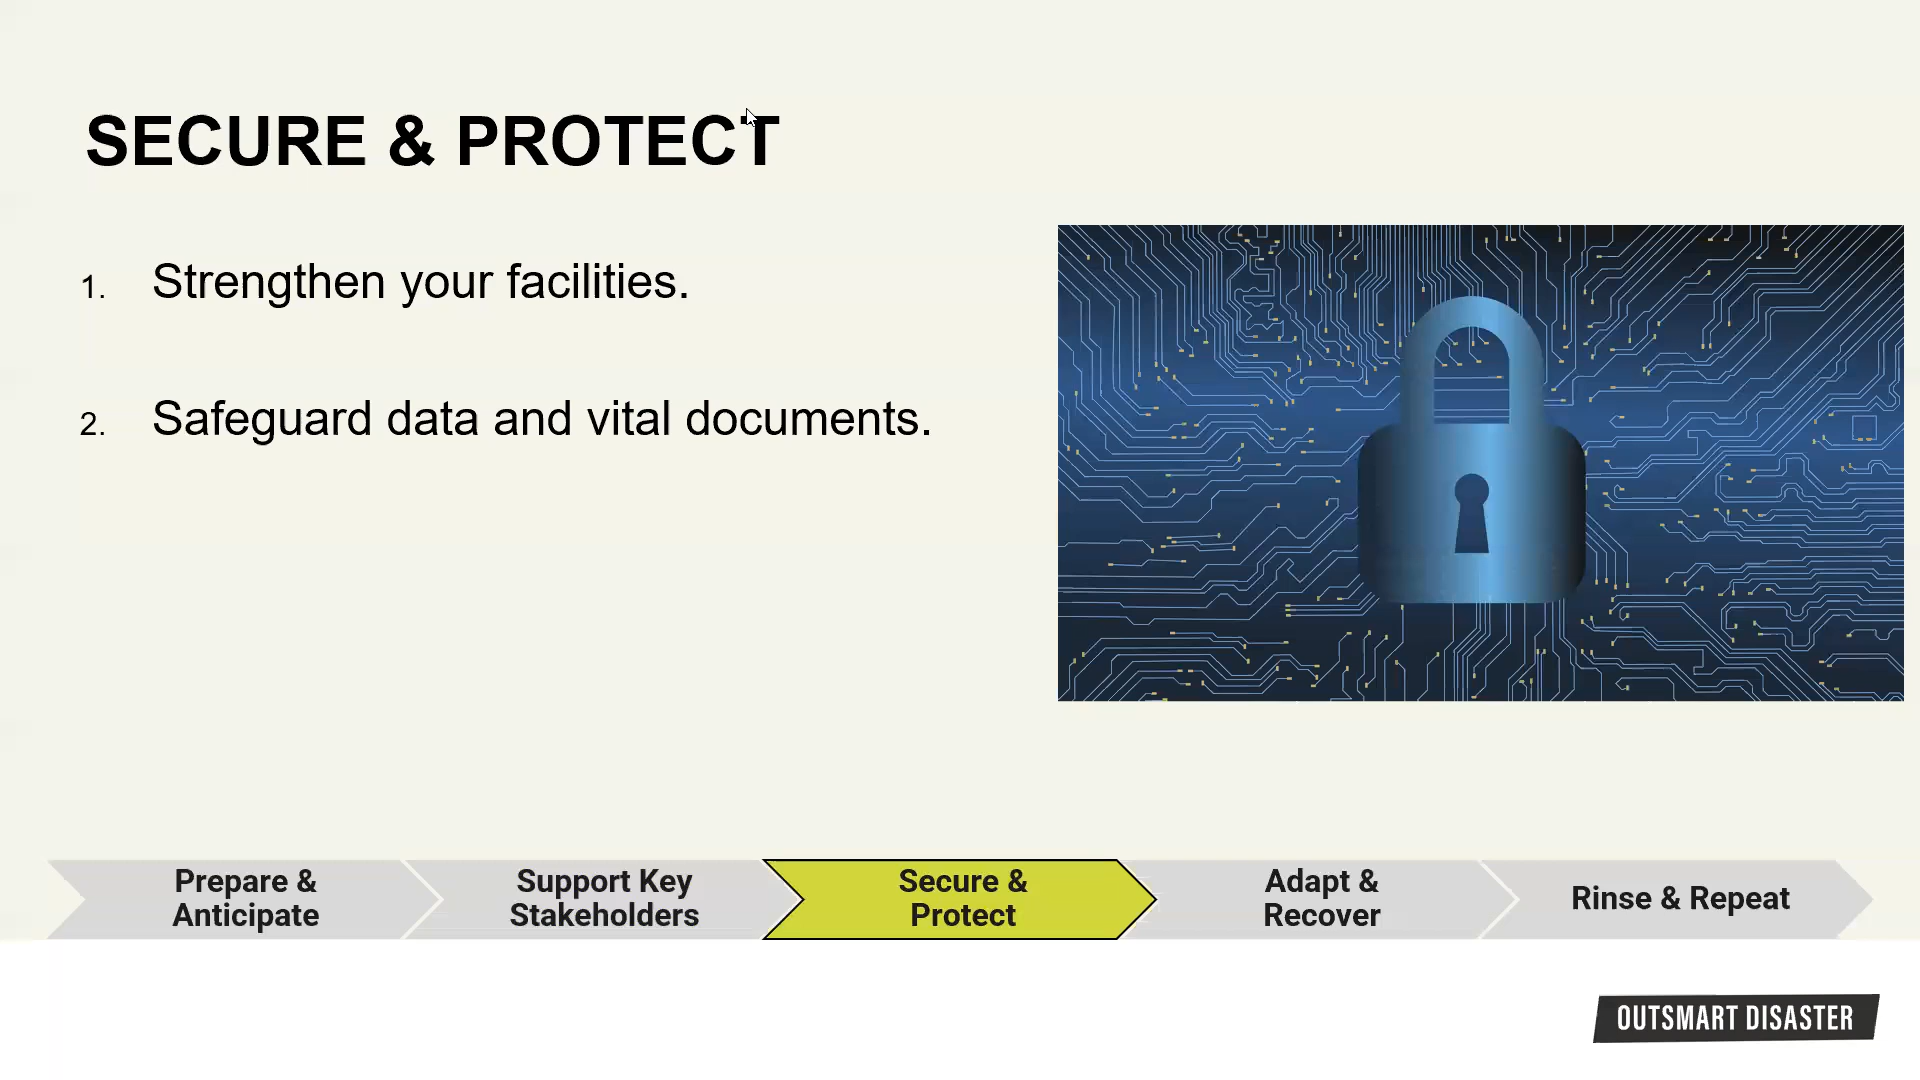 SECURE & PROTECT
1. Strengthen your facilities.
2. Safeguard data and vital documents.
Prepare &
Anticipate
Support Key
Stakeholders
Secure &
Protect
Adapt &
Recover
Rinse & Repeat
OUTSMART DISASTER